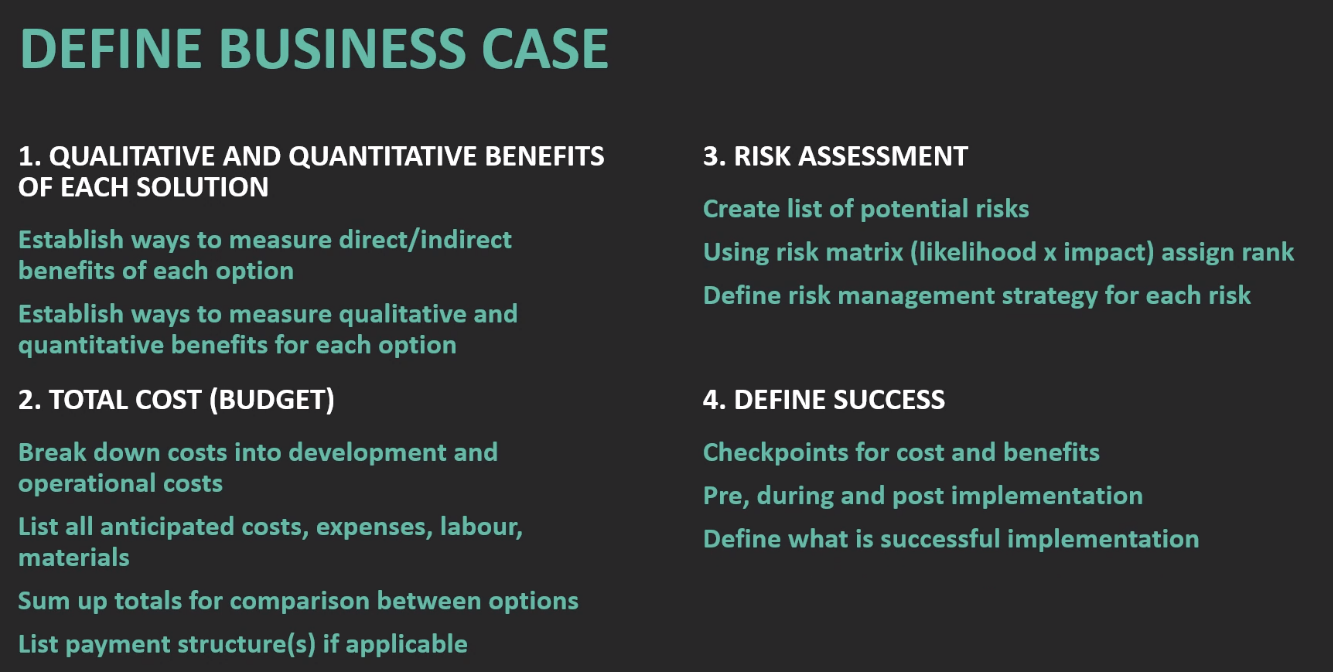 DEFINE BUSINESS CASE
1. QUALITATIVE AND QUANTITATIVE BENEFITS
OF EACH SOLUTION
Establish ways to measure direct/indirect
benefits of each option
Establish ways to measure qualitative and
quantitative benefits for each option
2. TOTAL COST (BUDGET)
Break down costs into development and
operational costs
List all anticipated costs, expenses, labour,
materials
Sum up totals for comparison between options
List payment structure(s) if applicable
3. RISK ASSESSMENT
Create list of potential risks
Using risk matrix (likelihood x impact) assign rank
Define risk management strategy for each risk
4. DEFINE SUCCESS
Checkpoints for cost and benefits
Pre, during and post implementation
Define what is successful implementation